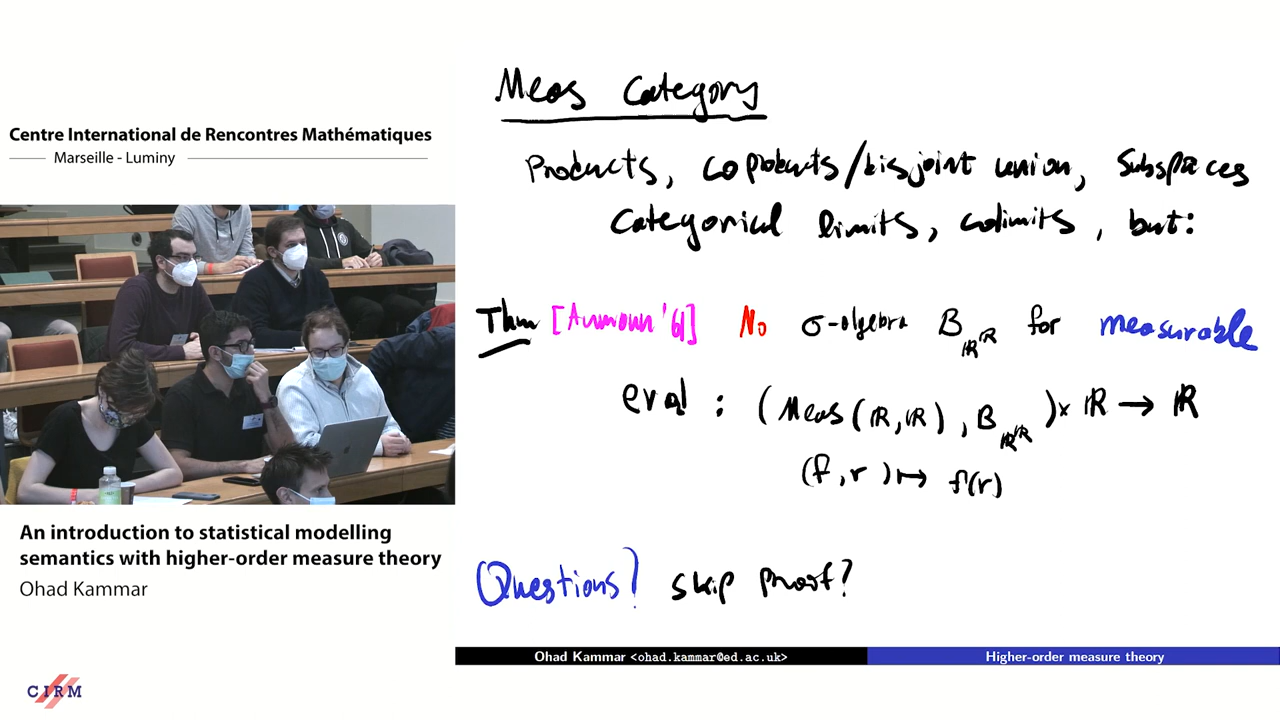 Centre International de Rencontres Mathématiques
Marseille - Luminy
An introduction to statistical modelling
semantics with higher-order measure theory
Ohad Kammar
CIRM
Meas Category
Products, coproducts/disjoint union, Subspaces
Categorical limits, colimits, but:
Thm [Aumann '61] No σ-algebra B_ℝ^ℝ for measurable
eval : (Meas(ℝ,ℝ), B_ℝ^ℝ) × ℝ → ℝ
(f,r) ↦ f(r)
Questions? skip proof?
Ohad Kammar <ohad.kammar@ed.ac.uk>
Higher-order measure theory